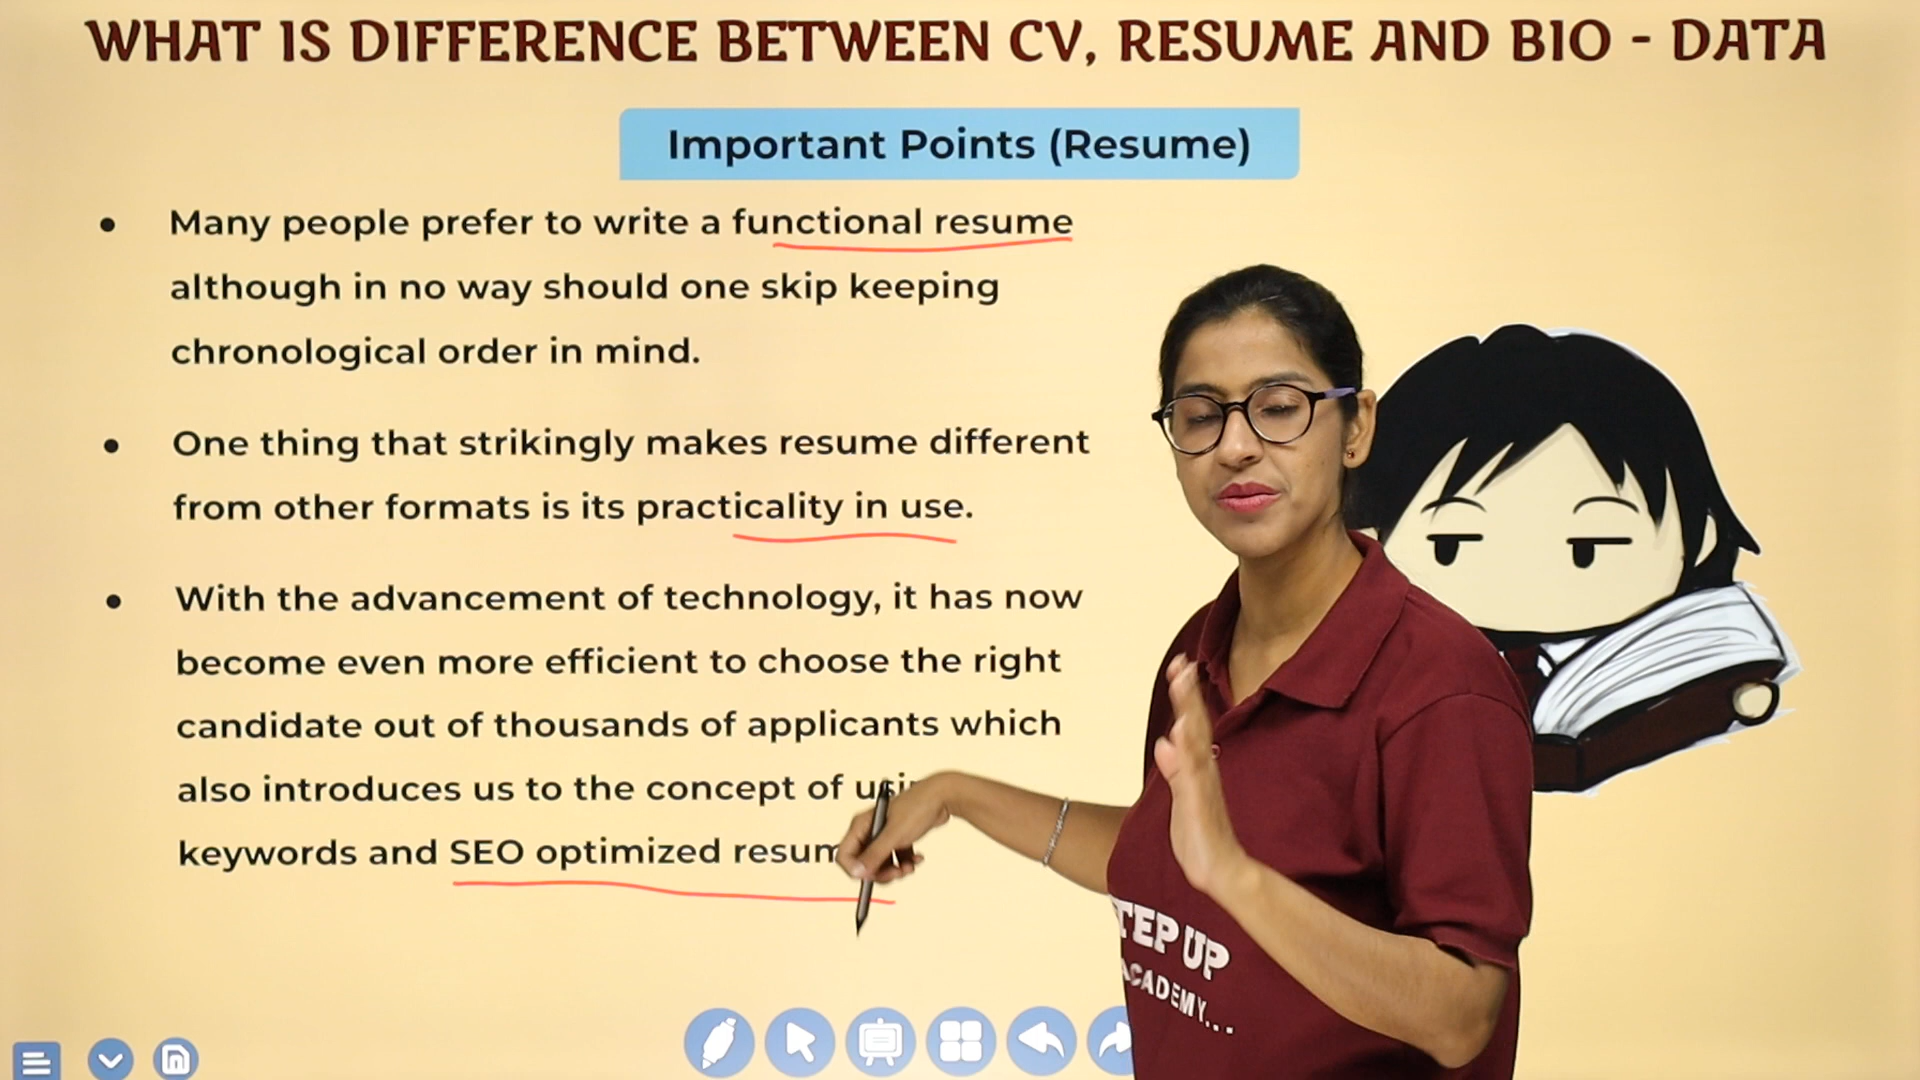 WHAT IS DIFFERENCE BETWEEN CV, RESUME AND BIO - DATA
Important Points (Resume)
• Many people prefer to write a functional resume
although in no way should one skip keeping
chronological order in mind.
• One thing that strikingly makes resume different
from other formats is its practicality in use.
• With the advancement of technology, it has now
become even more efficient to choose the right
candidate out of thousands of applicants which
also introduces us to the concept of
keywords and SEO optimized
TEP UP
ACADEMY...